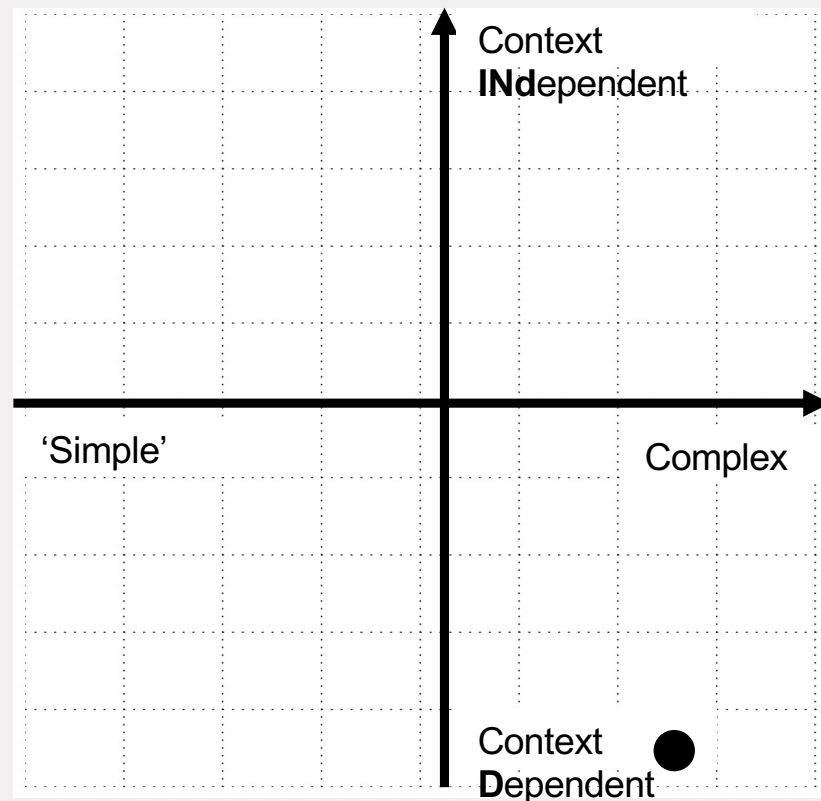 Context
INdependent
‘Simple’
Complex
Context
Dependent